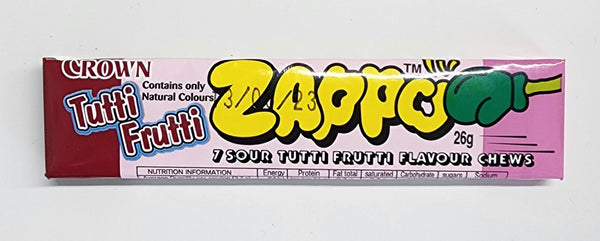 CROWN
Tutti
Frutti
Contains only
Natural Colours
ZAPPOS
TM
26g
7 SOUR TUTTI FRUTTI FLAVOUR CHEWS
NUTRITION INFORMATION Energy Protein Fat total saturated Carbohydrate sugars Sodium